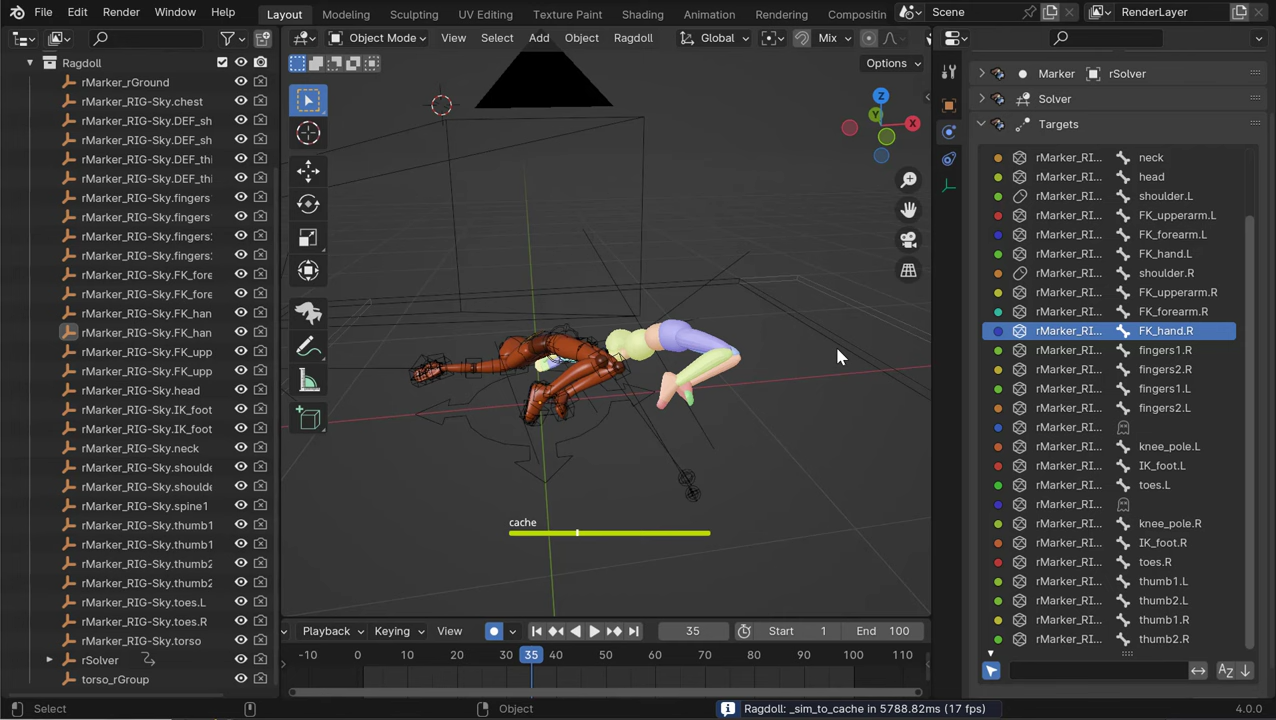 File Edit Render Window Help Layout Modeling Sculpting UV Editing Texture Paint Shading Animation Rendering Compositin Scene RenderLayer
Object Mode View Select Add Object Ragdoll Global Mix
Options
Ragdoll
rMarker_rGround
rMarker_RIG-Sky.chest
rMarker_RIG-Sky.DEF_sh
rMarker_RIG-Sky.DEF_sh
rMarker_RIG-Sky.DEF_thi
rMarker_RIG-Sky.DEF_thi
rMarker_RIG-Sky.fingers
rMarker_RIG-Sky.fingers
rMarker_RIG-Sky.fingers:
rMarker_RIG-Sky.fingers:
rMarker_RIG-Sky.FK_fore
rMarker_RIG-Sky.FK_fore
rMarker_RIG-Sky.FK_han
rMarker_RIG-Sky.FK_han
rMarker_RIG-Sky.FK_upp
rMarker_RIG-Sky.FK_upp
rMarker_RIG-Sky.head
rMarker_RIG-Sky.IK_foot
rMarker_RIG-Sky.IK_foot
rMarker_RIG-Sky.neck
rMarker_RIG-Sky.shoulde
rMarker_RIG-Sky.shoulde
rMarker_RIG-Sky.spine1
rMarker_RIG-Sky.thumb1
rMarker_RIG-Sky.thumb1
rMarker_RIG-Sky.thumb2
rMarker_RIG-Sky.thumb2
rMarker_RIG-Sky.toes.L
rMarker_RIG-Sky.toes.R
rMarker_RIG-Sky.torso
rSolver
torso_rGroup
Z
Y
X
cache
Playback Keying View 35 Start 1 End 100
-10 0 10 20 30 35 40 50 60 70 80 90 100 110
Marker rSolver
Solver
Targets
rMarker_RI... neck
rMarker_RI... head
rMarker_RI... shoulder.L
rMarker_RI... FK_upperarm.L
rMarker_RI... FK_forearm.L
rMarker_RI... FK_hand.L
rMarker_RI... shoulder.R
rMarker_RI... FK_upperarm.R
rMarker_RI... FK_forearm.R
rMarker_RI... FK_hand.R
rMarker_RI... fingers1.R
rMarker_RI... fingers2.R
rMarker_RI... fingers1.L
rMarker_RI... fingers2.L
rMarker_RI...
rMarker_RI... knee_pole.L
rMarker_RI... IK_foot.L
rMarker_RI... toes.L
rMarker_RI...
rMarker_RI... knee_pole.R
rMarker_RI... IK_foot.R
rMarker_RI... toes.R
rMarker_RI... thumb1.L
rMarker_RI... thumb2.L
rMarker_RI... thumb1.R
rMarker_RI... thumb2.R
AZ
Select Object Ragdoll: _sim_to_cache in 5788.82ms (17 fps) 4.0.0